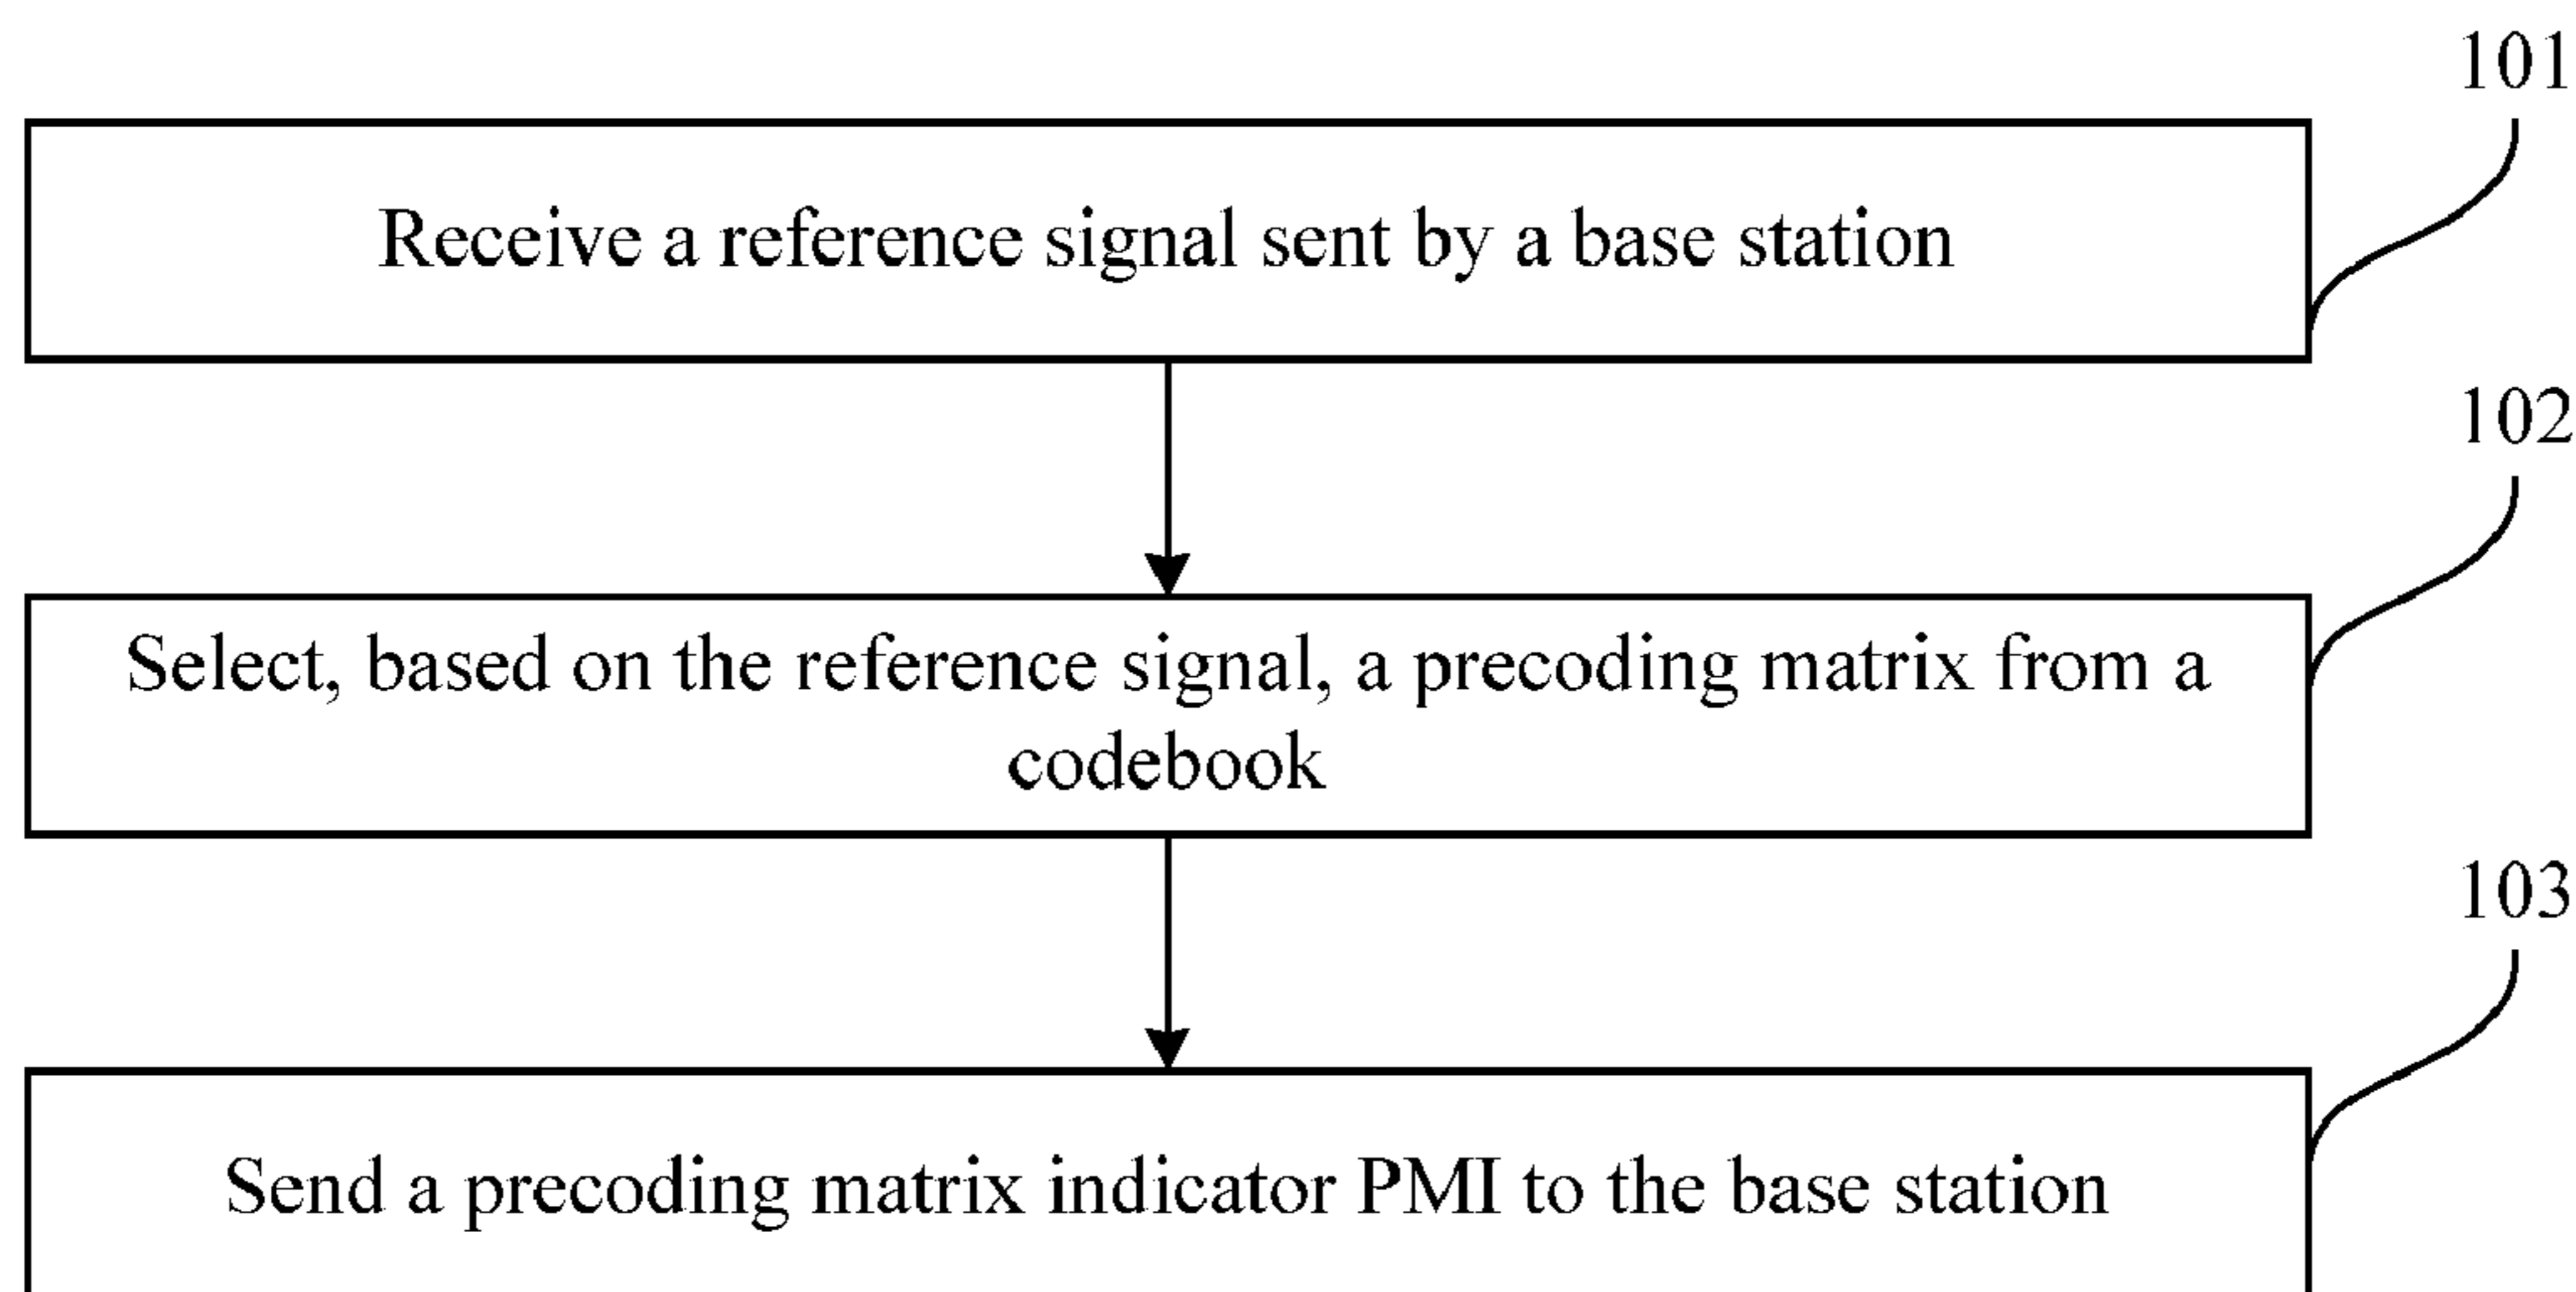 101
Receive a reference signal sent by a base station
102
Select, based on the reference signal, a precoding matrix from a
codebook
103
Send a precoding matrix indicator PMI to the base station